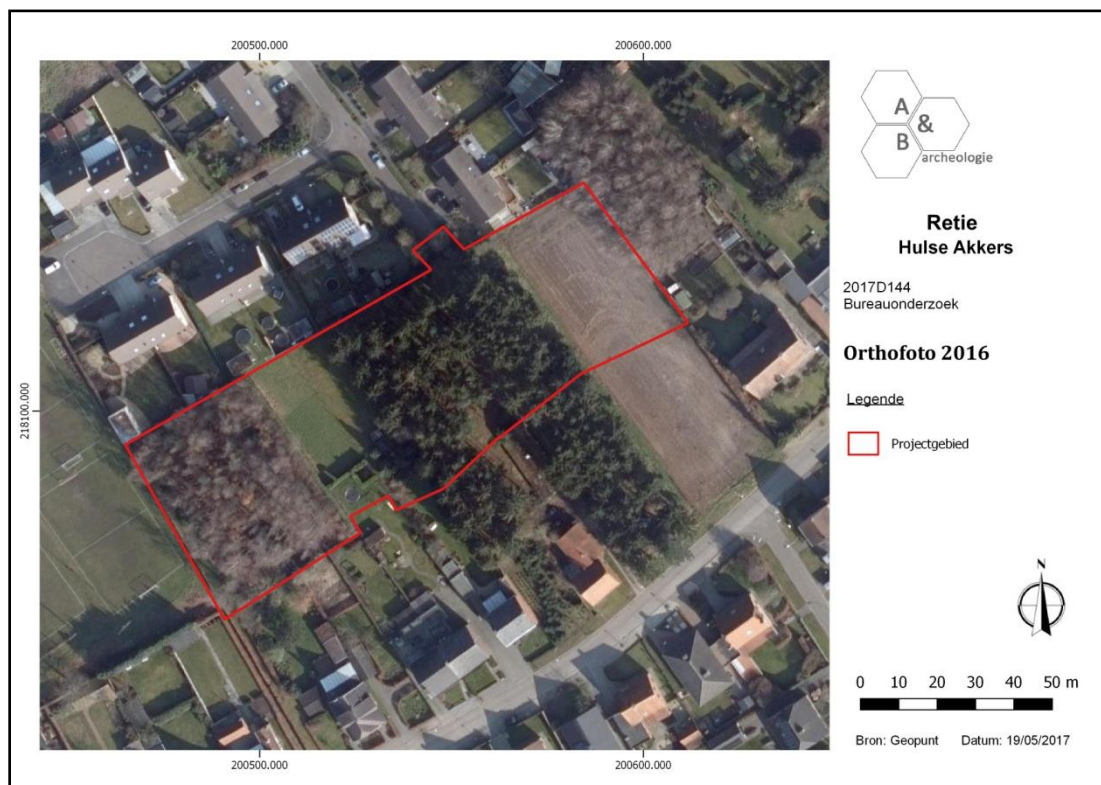 200500.000 200600.000
218100.000
200500.000 200600.000
A
&
B
archeologie
Retie
Hulse Akkers
2017D144
Bureauonderzoek
Orthofoto 2016
Legende
Projectgebied
N
0 10 20 30 40 50 m
Bron: Geopunt Datum: 19/05/2017